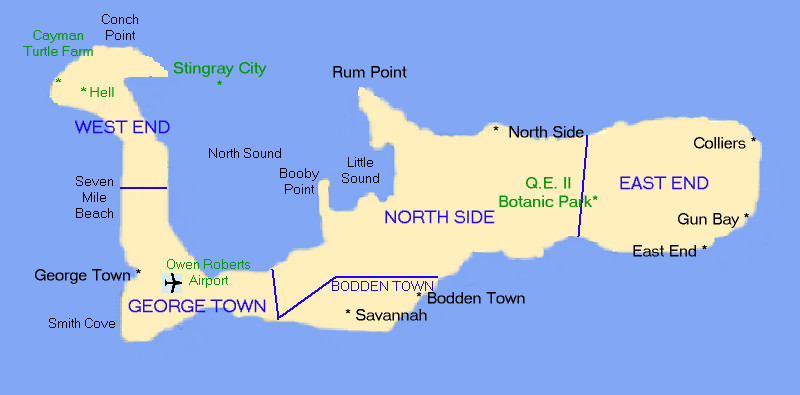 Conch
Point
Cayman
Turtle Farm
Stingray City
Rum Point
Hell
WEST END
North Side
Colliers
North Sound
Little
Sound
Booby
Point
Seven
Mile
Beach
Q.E. II
Botanic Park
EAST END
NORTH SIDE
Gun Bay
East End
Owen Roberts
Airport
George Town
BODDEN TOWN
Bodden Town
GEORGE TOWN
Savannah
Smith Cove